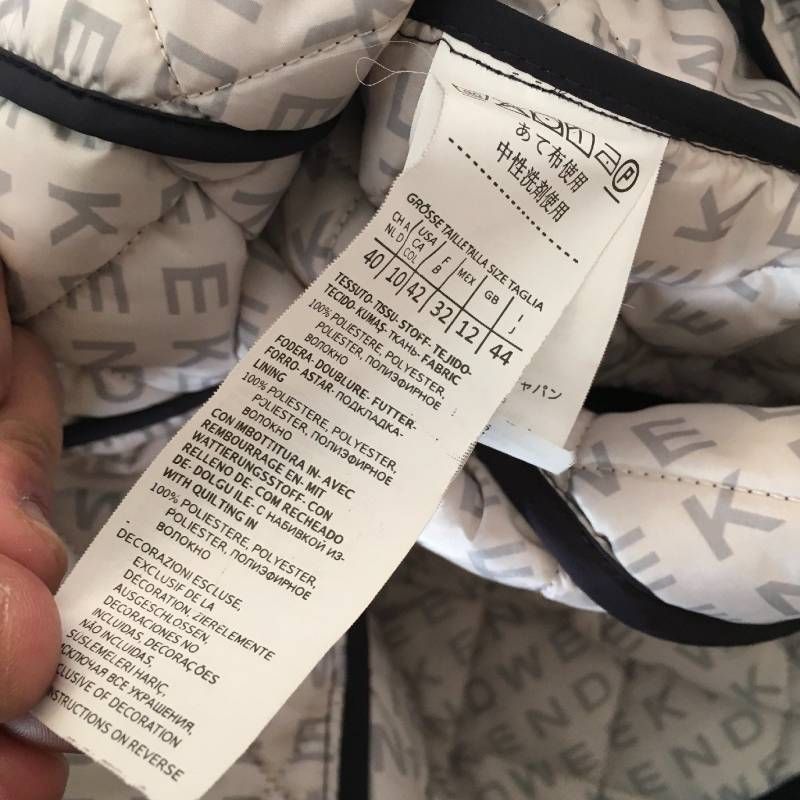 あて布使用
中性洗剤使用
GRÖSSE TAILLE TALLA SIZE TAGLIA
CH A NL D USA CA COL F B MEX GB I J
40 10 42 32 12 44
TESSUTO-TISSU-STOFF-TEJIDO-
TECIDO-KUMAŞ-ТКАНЬ-FABRIC
100% POLIESTERE, POLYESTER,
POLIESTER, ПОЛИЭФИРНОЕ
ВОЛОКНО
FODERA-DOUBLURE-FUTTER-
FORRO-ASTAR-ПОДКЛАДКА-
LINING
100% POLIESTERE, POLYESTER,
POLIESTER, ПОЛИЭФИРНОЕ
ВОЛОКНО
CON IMBOTTITURA IN-AVEC
REMBOURRAGE EN-MIT
WATTIERUNGSSTOFF-CON
RELLENO DE-COM RECHEADO
DE-DOLGU ILE-С НАБИВКОЙ ИЗ-
WITH QUILTING IN
100% POLIESTERE, POLYESTER,
POLIESTER, ПОЛИЭФИРНОЕ
ВОЛОКНО
DECORAZIONI ESCLUSE,
EXCLUSIF DE LA
DECORATION, ZIERELEMENTE
AUSGESCHLOSSEN,
DECORACIONES NO
INCLUIDAS, DECORAÇÕES
NÃO INCLUIDAS,
SUSLEMELERI HARIÇ,
ИСКЛЮЧАЯ ВСЕ УКРАШЕНИЯ,
EXCLUSIVE OF DECORATION
INSTRUCTIONS ON REVERSE
ャパン
WEEKEND